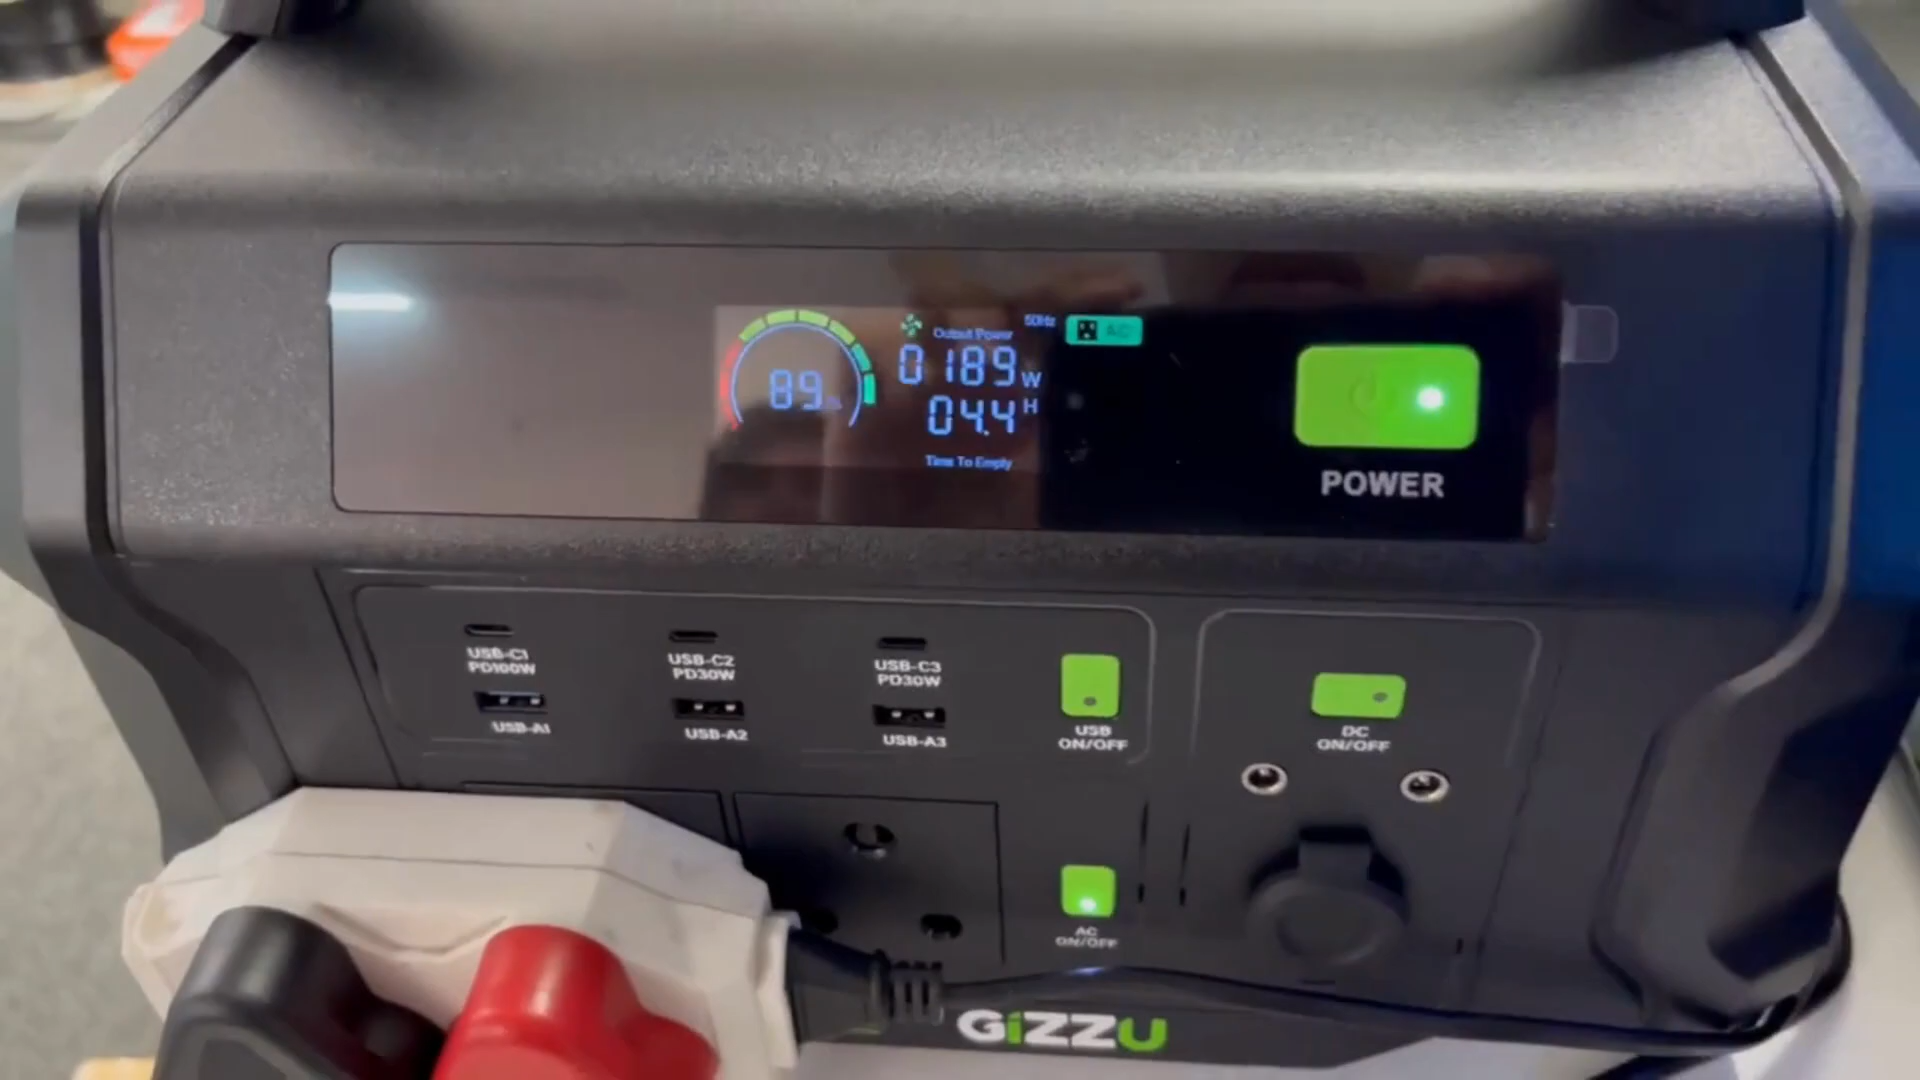 50Hz
Output Power
AC
89%
0189W
04.4H
Time To Empty
POWER
USB-C1
PD100W
USB-C2
PD30W
USB-C3
PD30W
USB-A1
USB-A2
USB-A3
USB
ON/OFF
DC
ON/OFF
AC
ON/OFF
GiZZU